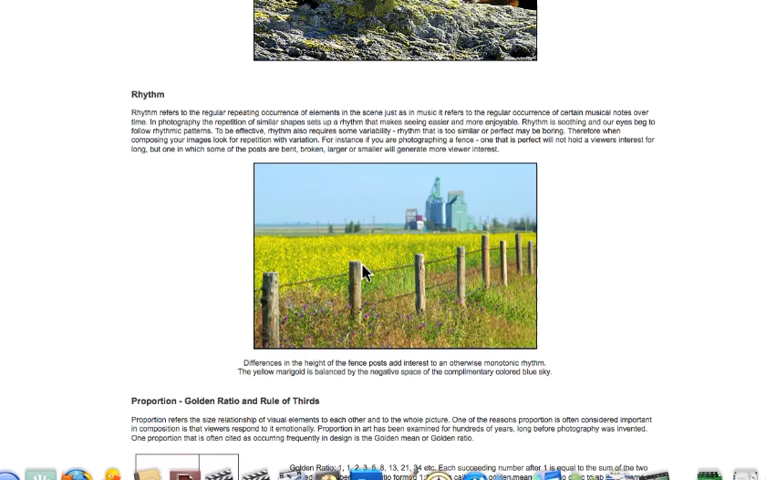 Rhythm
Rhythm refers to the regular repeating occurrence of elements in the scene just as in music it refers to the regular occurrence of certain musical notes over
time. In photography the repetition of similar shapes sets up a rhythm that makes seeing easier and more enjoyable. Rhythm is soothing and our eyes beg to
follow rhythmic patterns. To be effective, rhythm also requires some variability - rhythm that is too similar or perfect may be boring. Therefore when
composing your images look for repetition with variation. For instance if you are photographing a fence - one that is perfect will not hold a viewers interest for
long, but one in which some of the posts are bent, broken, larger or smaller will generate more viewer interest.
Differences in the height of the fence posts add interest to an otherwise monotonic rhythm.
The yellow marigold is balanced by the negative space of the complimentary colored blue sky.
Proportion - Golden Ratio and Rule of Thirds
Proportion refers the size relationship of visual elements to each other and to the whole picture. One of the reasons proportion is often considered important
in composition is that viewers respond to it emotionally. Proportion in art has been examined for hundreds of years, long before photography was invented.
One proportion that is often cited as occurring frequently in design is the Golden mean or Golden ratio.
Golden Ratio: 1, 1, 2, 3, 5, 8, 13, 21, 34 etc. Each succeeding number after 1 is equal to the sum of the two